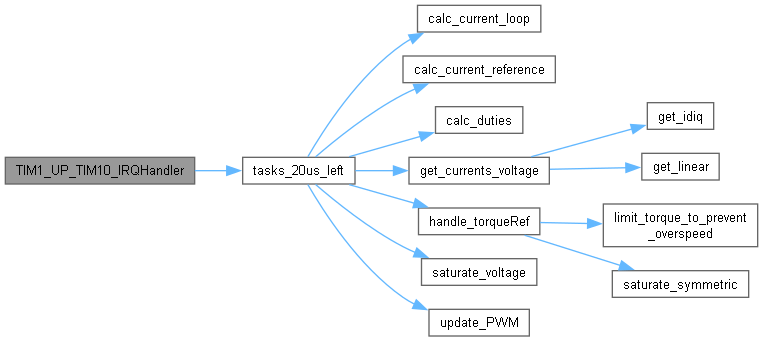 TIM1_UP_TIM10_IRQHandler
tasks_20us_left
calc_current_loop
calc_current_reference
calc_duties
get_currents_voltage
get_idiq
get_linear
handle_torqueRef
limit_torque_to_prevent
_overspeed
saturate_symmetric
saturate_voltage
update_PWM